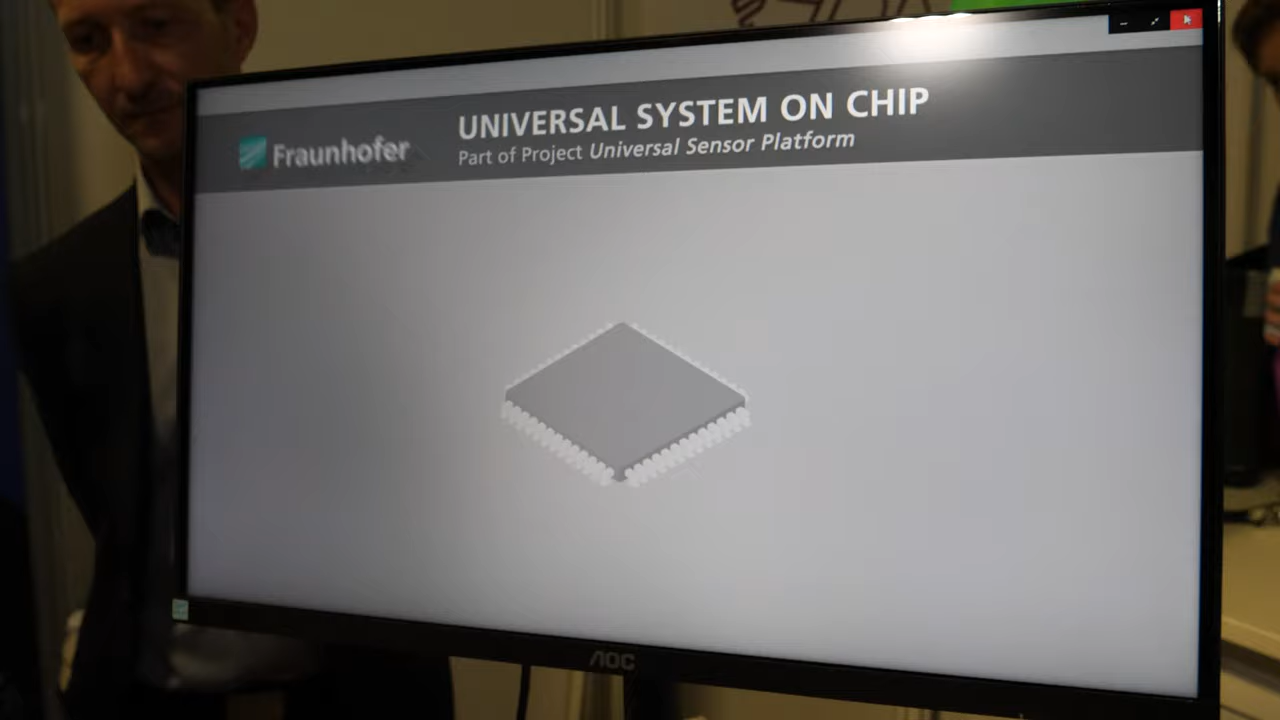 UNIVERSAL SYSTEM ON CHIP
Fraunhofer
Part of Project Universal Sensor Platform
AOC